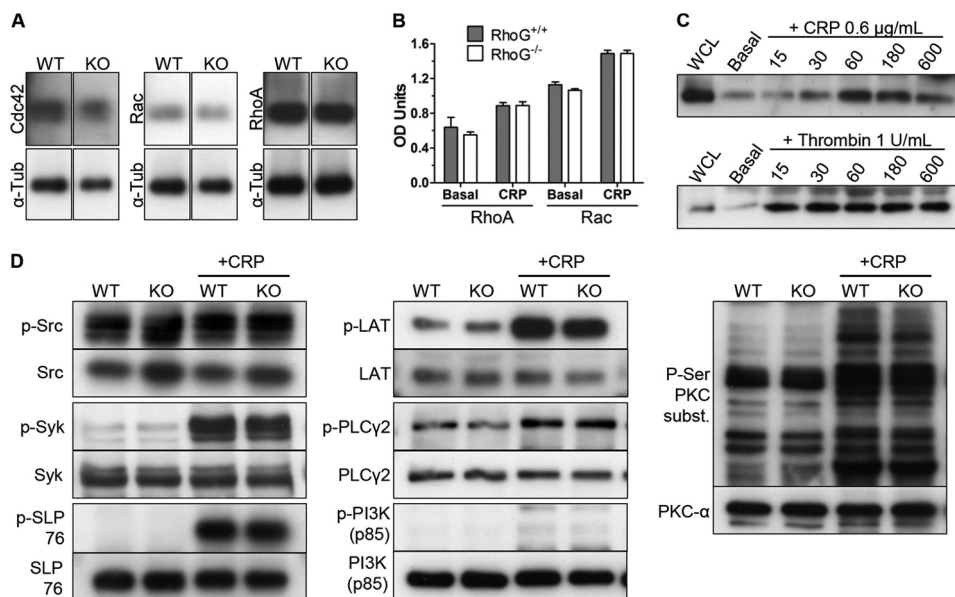 A
WT KO WT KO WT KO
Cdc42 Rac RhoA
α-Tub α-Tub α-Tub
B
RhoG+/+
RhoG-/-
OD Units
1.6
1.2
0.8
0.4
0.0
Basal CRP Basal CRP
RhoA Rac
C
+ CRP 0.6 µg/mL
WCL Basal 15 30 60 180 600
+ Thrombin 1 U/mL
WCL Basal 15 30 60 180 600
D
+CRP
WT KO WT KO
p-Src
Src
p-Syk
Syk
p-SLP
76
SLP
76
+CRP
WT KO WT KO
p-LAT
LAT
p-PLCγ2
PLCγ2
p-PI3K
(p85)
PI3K
(p85)
+CRP
WT KO WT KO
P-Ser
PKC
subst.
PKC-α